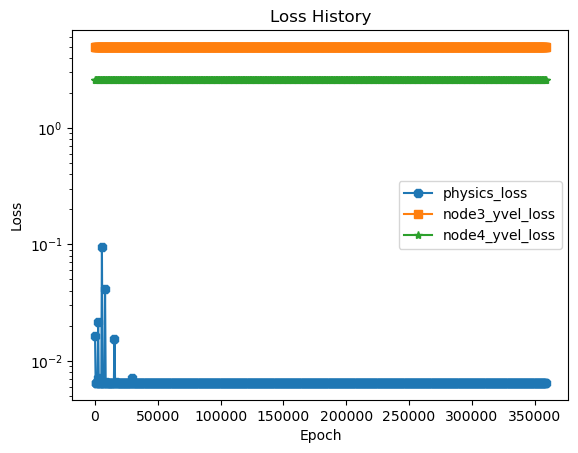 Loss History
Loss
10⁰
10⁻¹
10⁻²
physics_loss
node3_yvel_loss
node4_yvel_loss
0 50000 100000 150000 200000 250000 300000 350000
Epoch